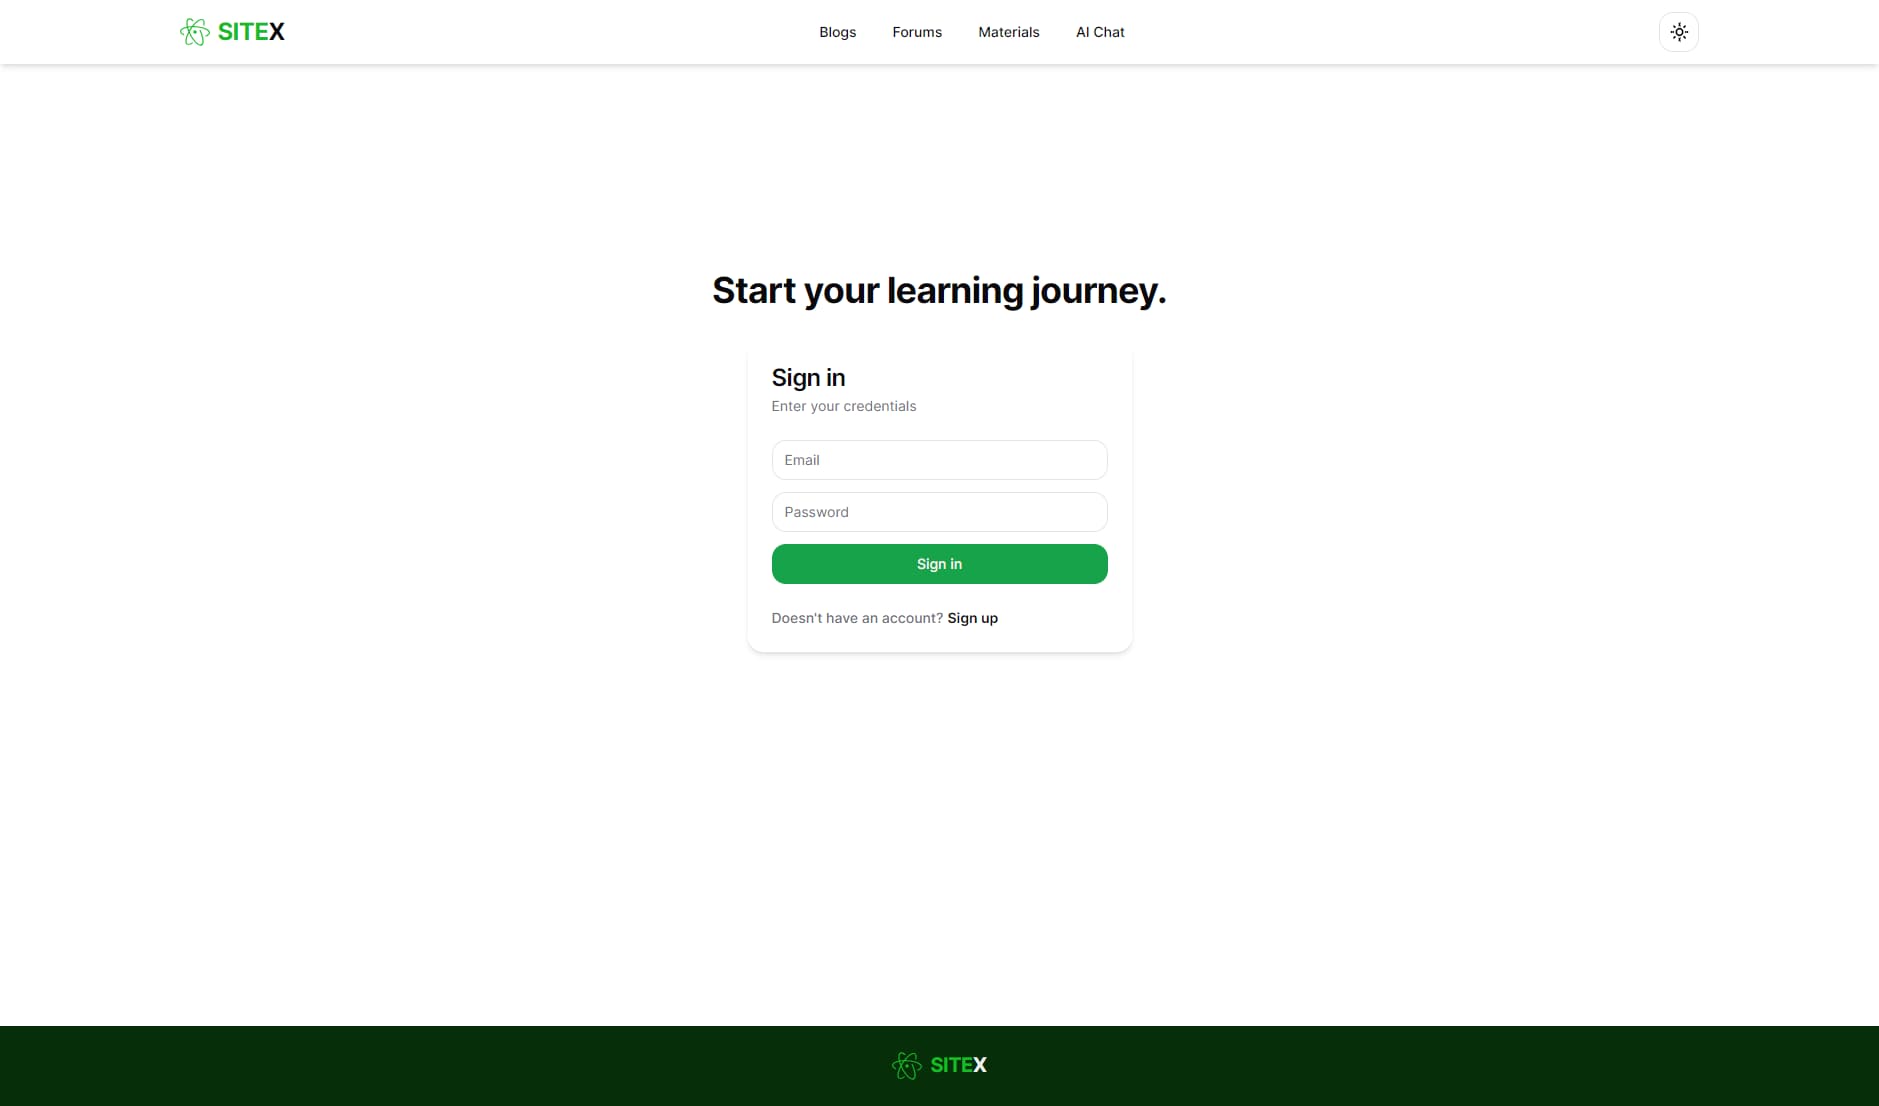 SITEX
Blogs
Forums
Materials
AI Chat
Start your learning journey.
Sign in
Enter your credentials
Email
Password
Sign in
Doesn't have an account? Sign up
SITEX